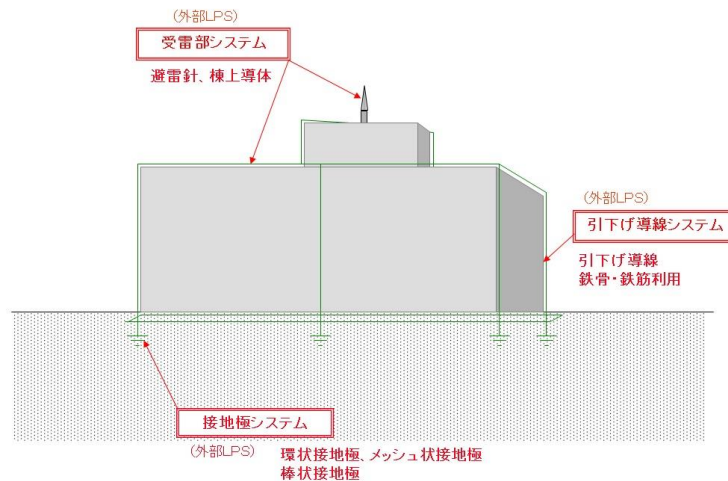 (外部LPS)
受雷部システム
避雷針、棟上導体
(外部LPS)
引下げ導線システム
引下げ導線
鉄骨・鉄筋利用
接地極システム
(外部LPS)
環状接地極、メッシュ状接地極
棒状接地極